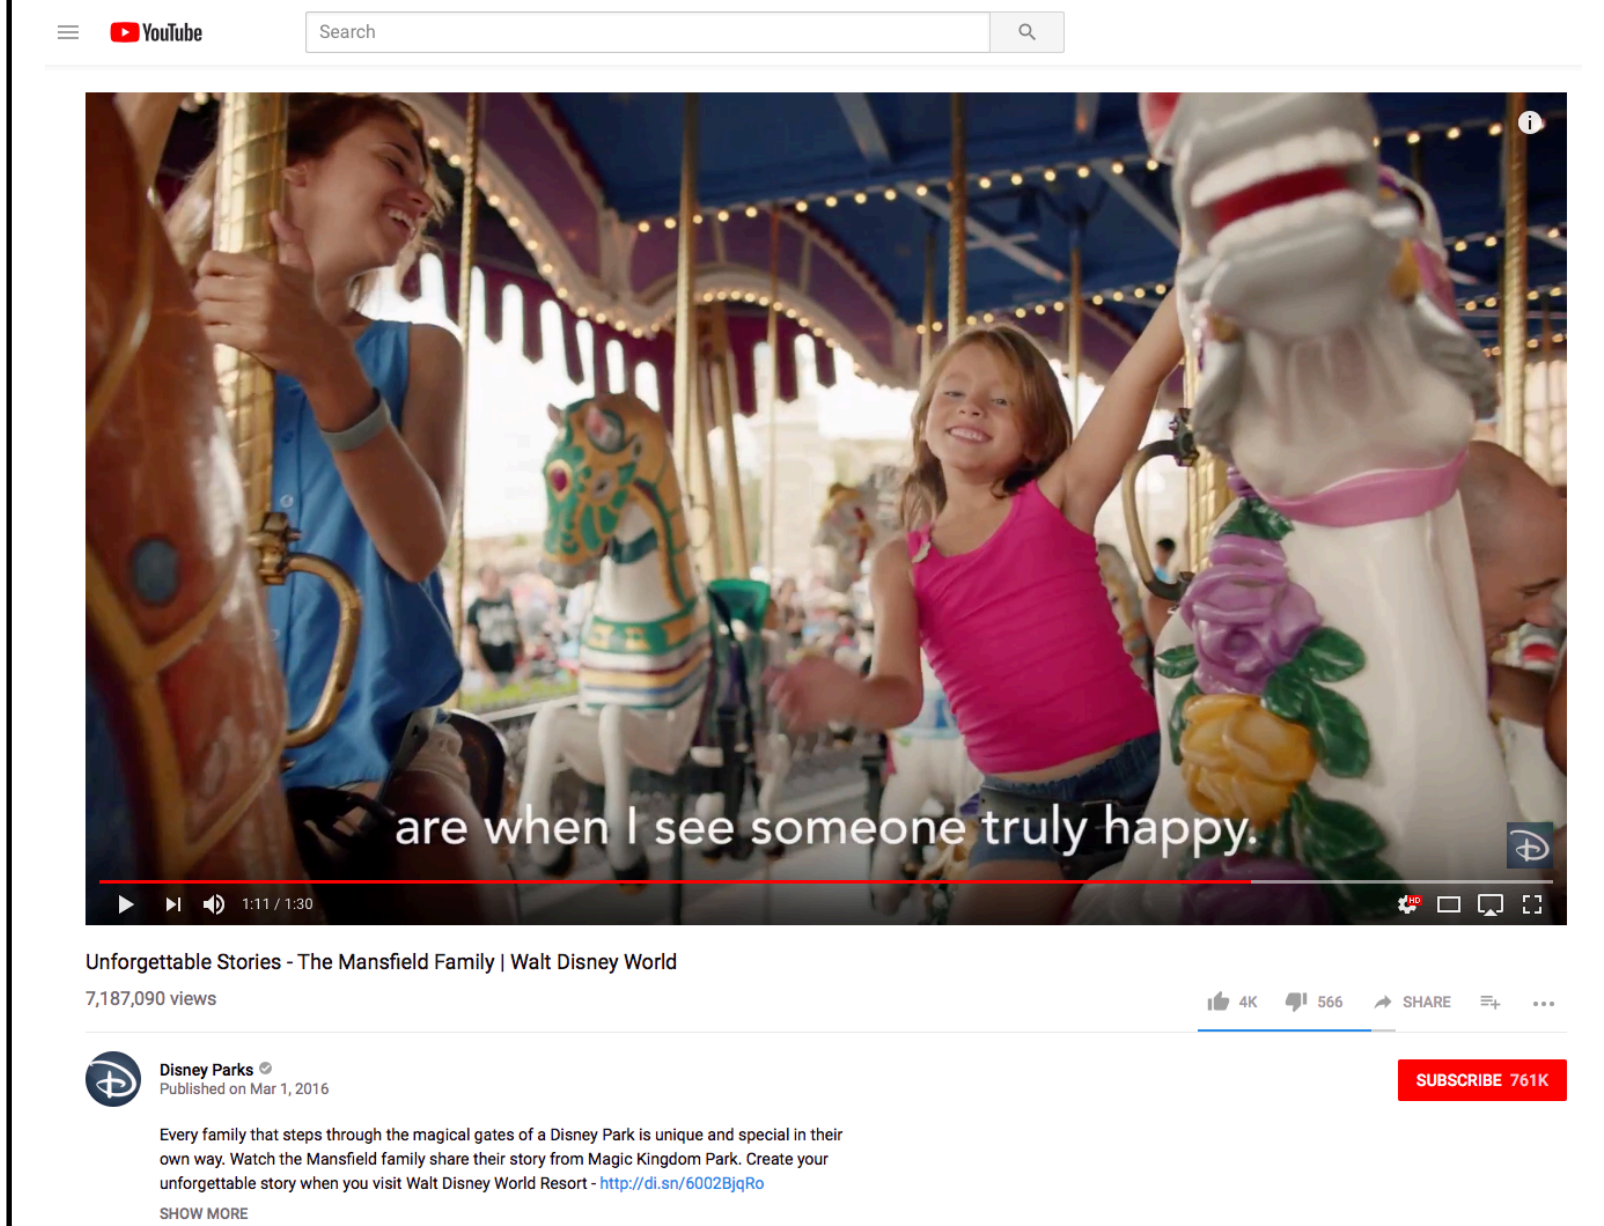 YouTube
Search
are when I see someone truly happy.
1:11 / 1:30
HD
Unforgettable Stories - The Mansfield Family | Walt Disney World
7,187,090 views
4K
566
SHARE
Disney Parks
Published on Mar 1, 2016
SUBSCRIBE 761K
Every family that steps through the magical gates of a Disney Park is unique and special in their
own way. Watch the Mansfield family share their story from Magic Kingdom Park. Create your
unforgettable story when you visit Walt Disney World Resort - http://di.sn/6002BjqRo
SHOW MORE